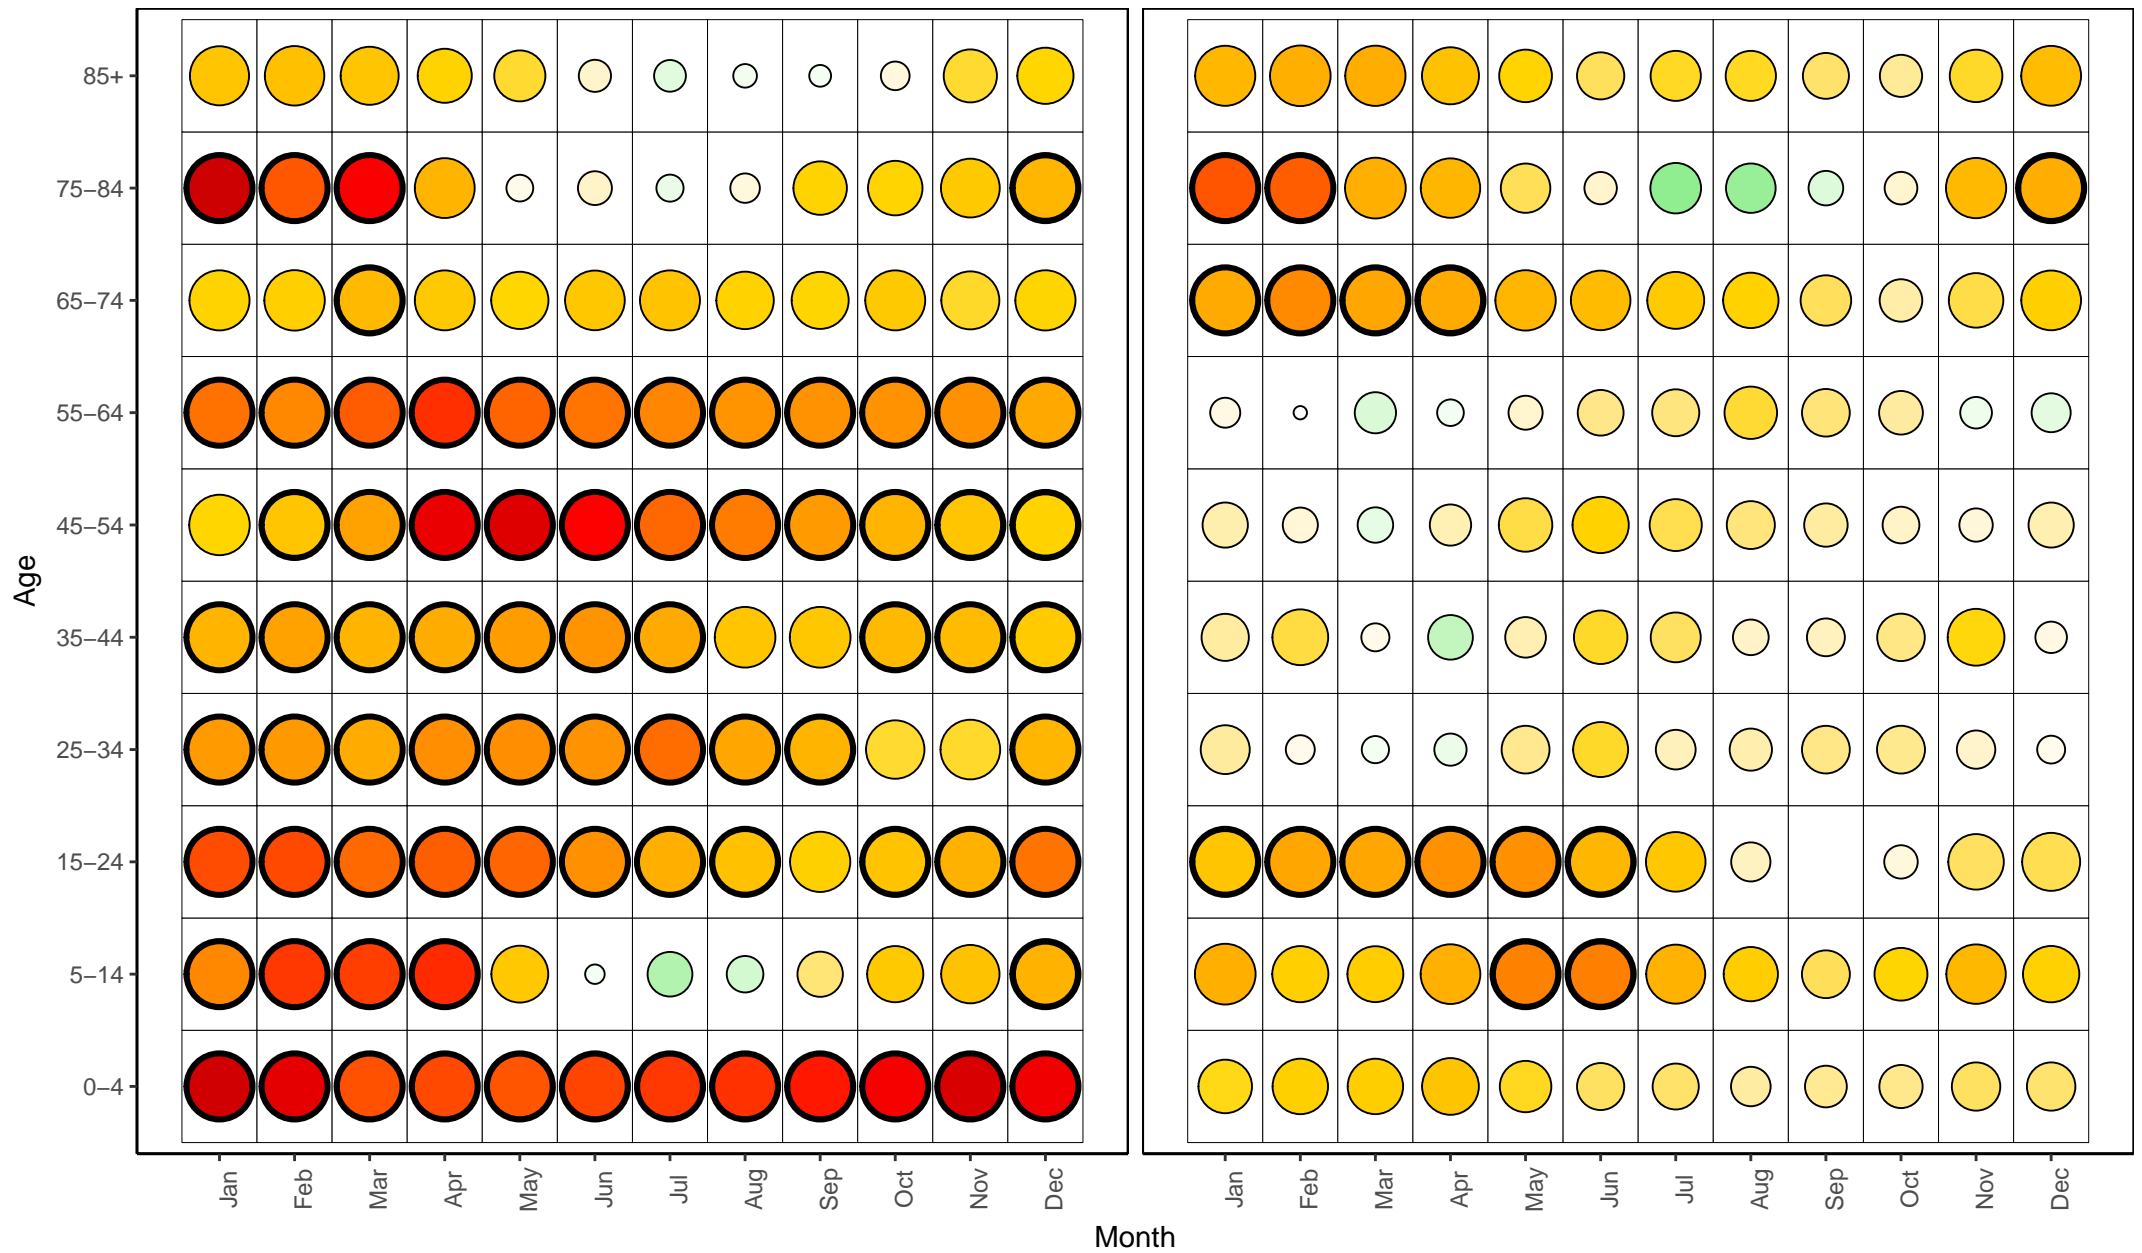 85+
75−84
65−74
55−64
45−54
35−44
25−34
15−24
5−14
0−4
Age
Jan Feb Mar Apr May Jun Jul Aug Sep Oct Nov Dec
Jan Feb Mar Apr May Jun Jul Aug Sep Oct Nov Dec
Month